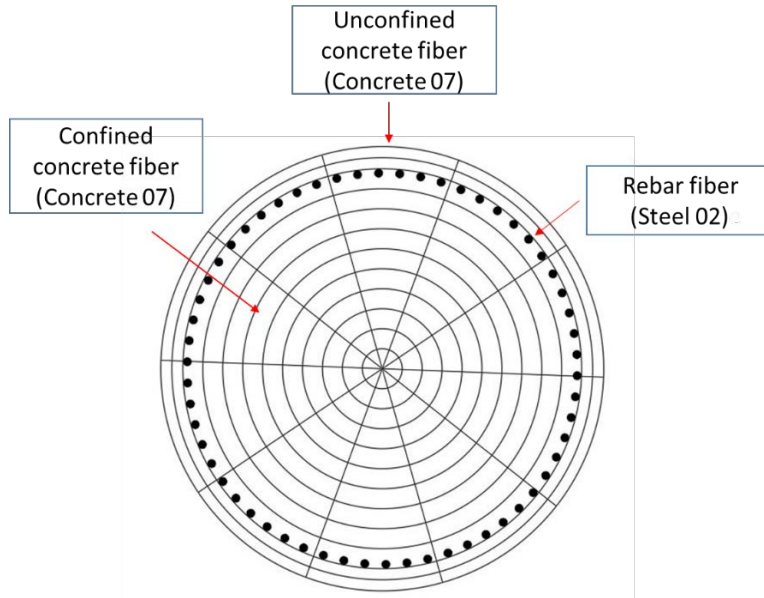 Unconfined
concrete fiber
(Concrete 07)
Confined
concrete fiber
(Concrete 07)
Rebar fiber
(Steel 02)